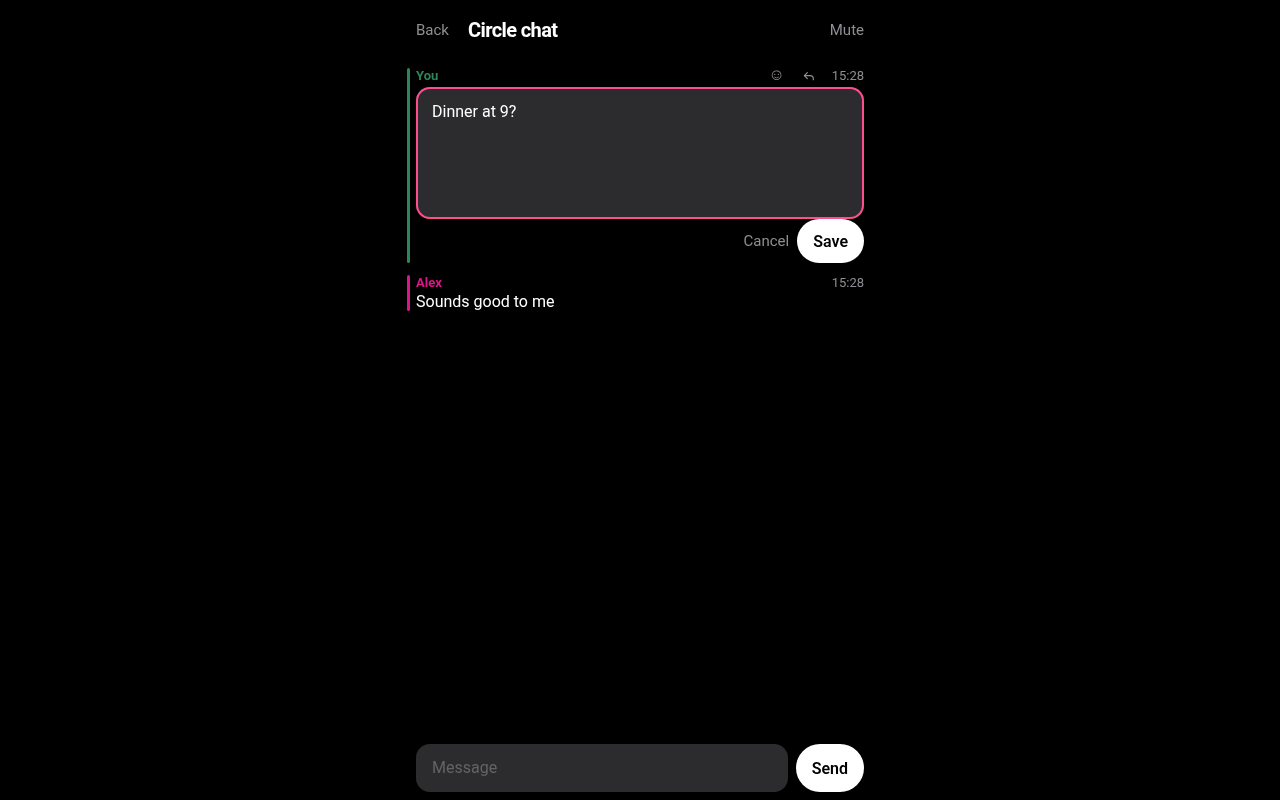 Back Circle chat Mute
You 15:28
Dinner at 9?
Cancel Save
Alex 15:28
Sounds good to me
Message Send